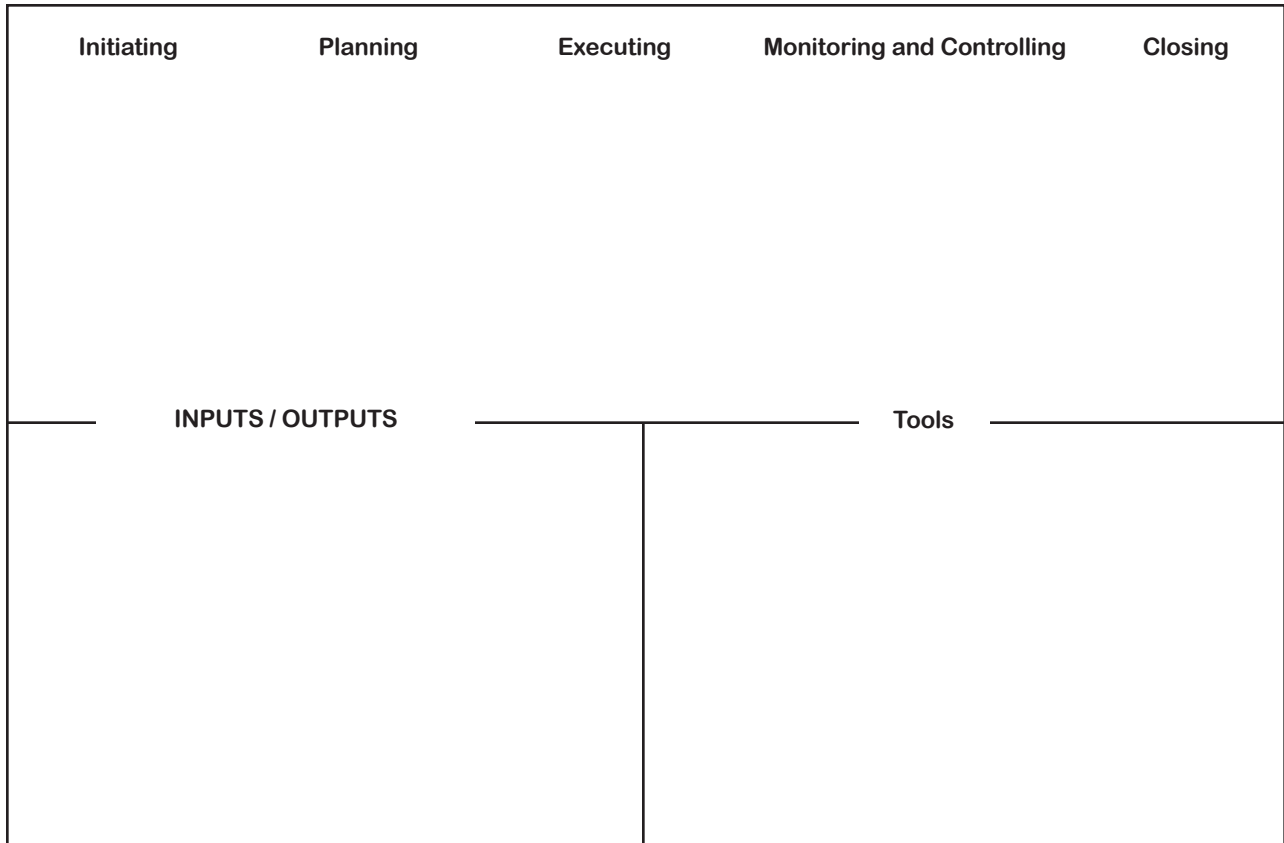 Initiating Planning Executing Monitoring and Controlling Closing
INPUTS / OUTPUTS Tools